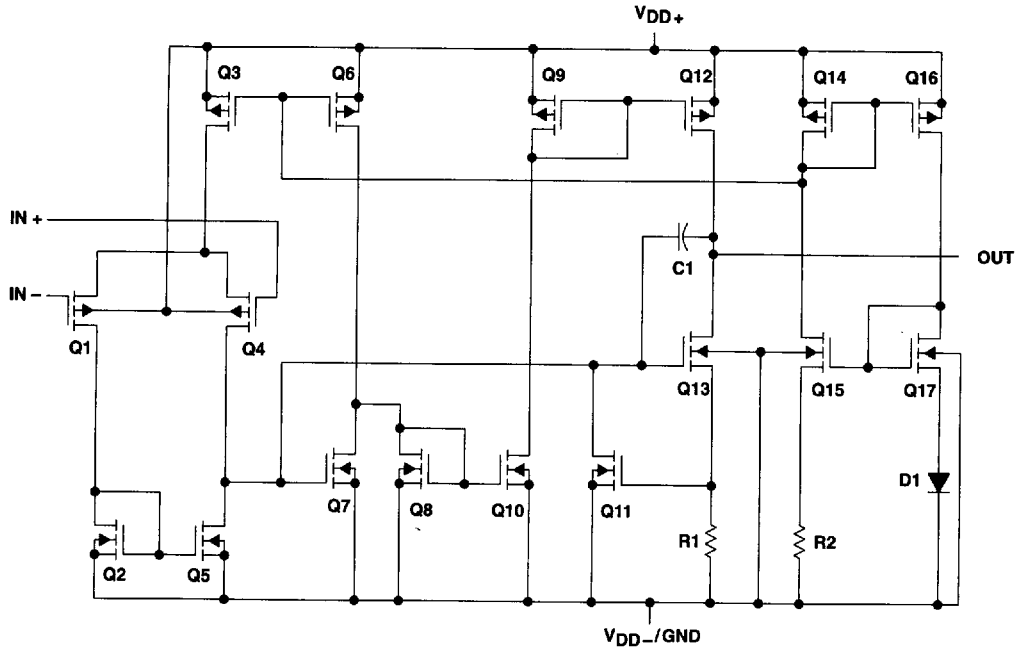 VDD+
Q3
Q6
Q9
Q12
Q14
Q16
IN +
C1
OUT
IN −
Q1
Q4
Q13
Q15
Q17
Q7
Q8
Q10
Q11
D1
Q2
Q5
R1
R2
VDD−/GND